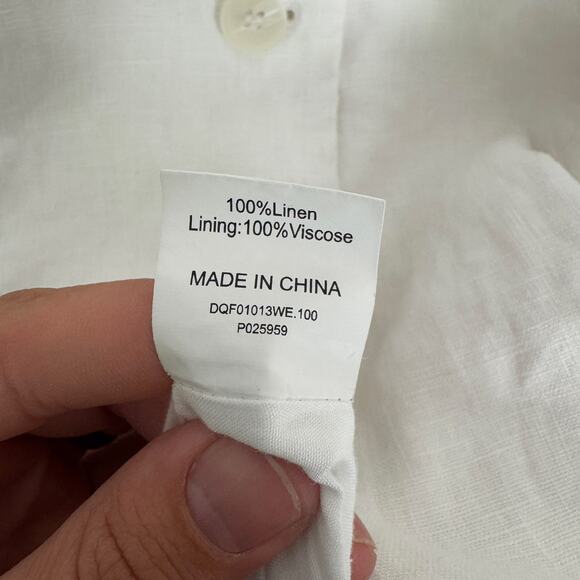 100%Linen
Lining:100%Viscose
MADE IN CHINA
DQF01013WE.100
P025959